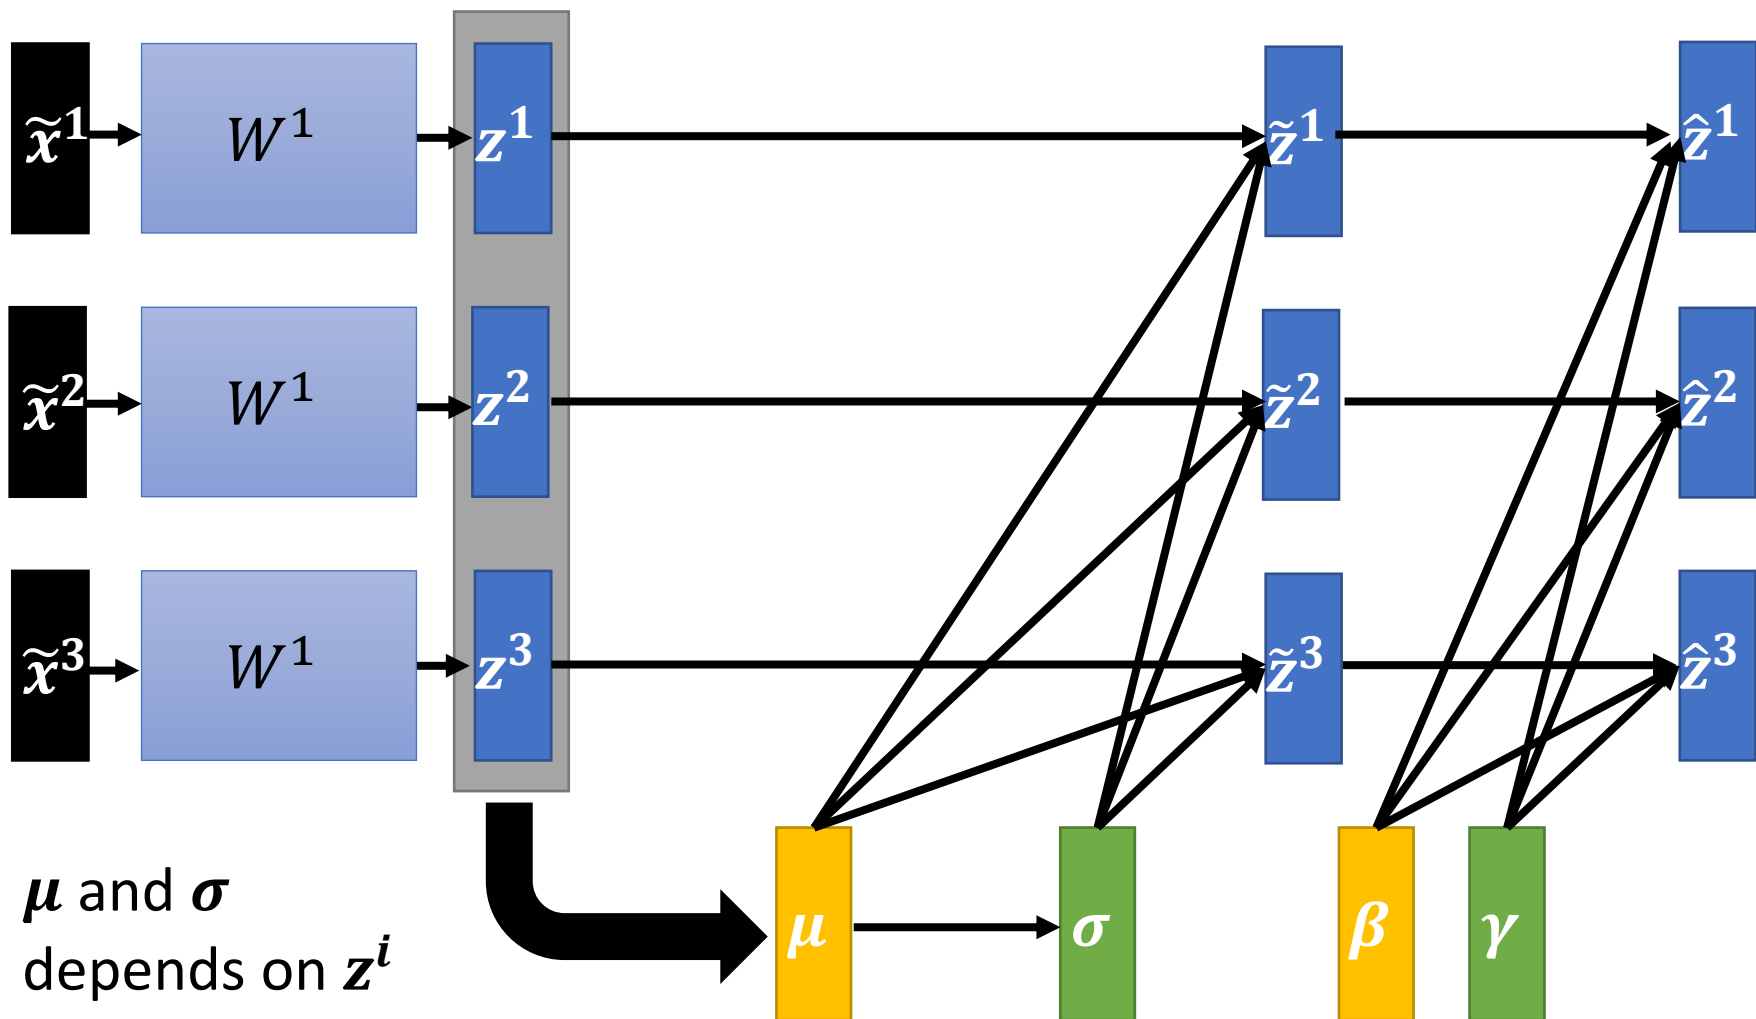 x̃¹ W¹ z¹ z̃¹ ẑ¹
x̃² W¹ z² z̃² ẑ²
x̃³ W¹ z³ z̃³ ẑ³
μ σ β γ
μ and σ
depends on zⁱ